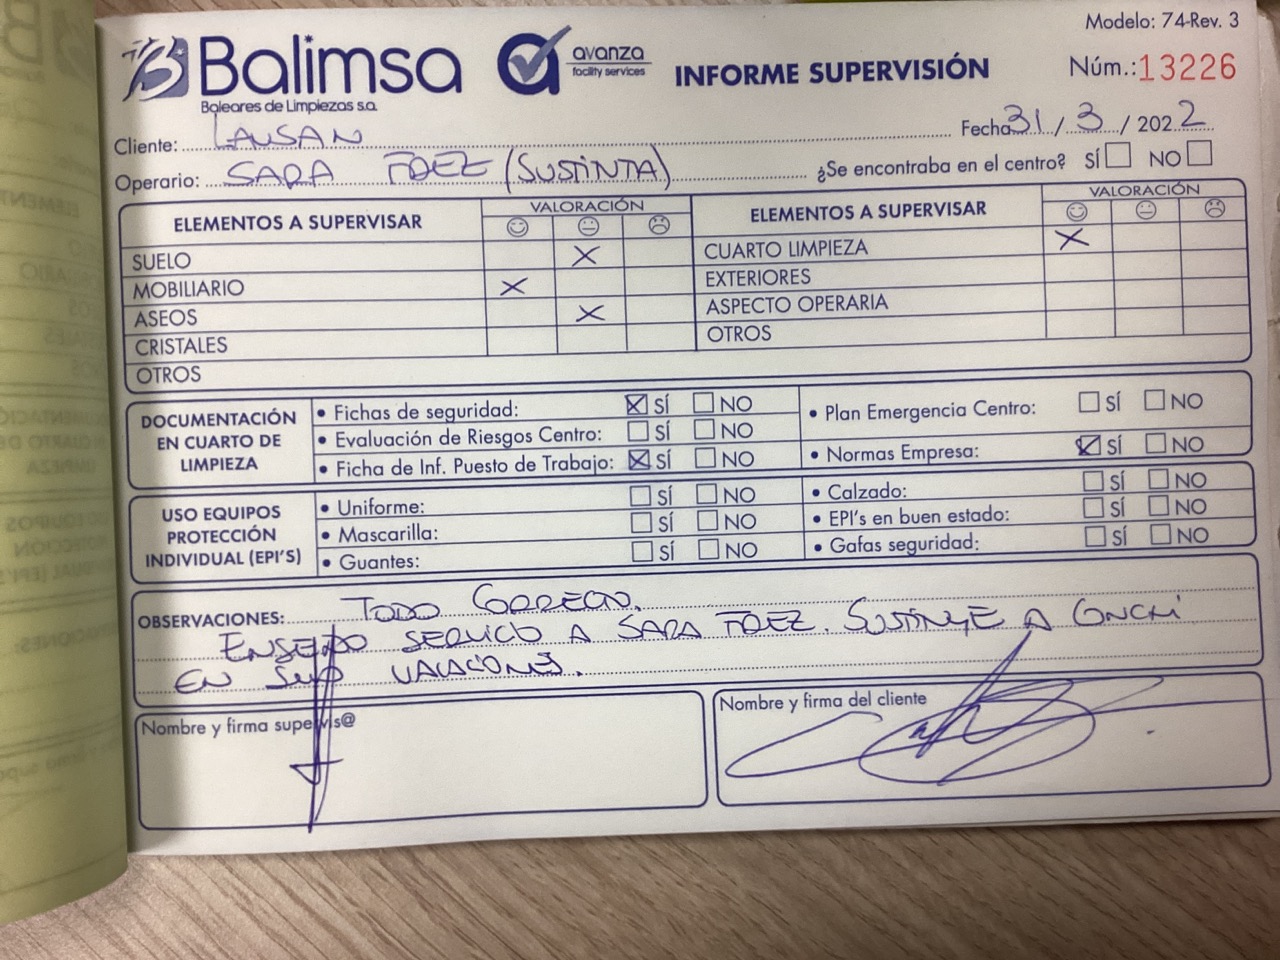 Modelo: 74-Rev. 3
Balimsa
Baleares de Limpiezas s.a.
avanza
facility services
INFORME SUPERVISIÓN
Núm.: 13226
Cliente: LAUSAN
Fecha 31 / 3 / 2022
Operario: SARA FDEZ (SUSTINTA)
¿Se encontraba en el centro? SÍ NO
ELEMENTOS A SUPERVISAR VALORACIÓN
SUELO X
MOBILIARIO X
ASEOS X
CRISTALES
OTROS
ELEMENTOS A SUPERVISAR VALORACIÓN
CUARTO LIMPIEZA X
EXTERIORES
ASPECTO OPERARIA
OTROS
DOCUMENTACIÓN
EN CUARTO DE
LIMPIEZA
• Fichas de seguridad: X SÍ NO
• Evaluación de Riesgos Centro: SÍ NO
• Ficha de Inf. Puesto de Trabajo: X SÍ NO
• Plan Emergencia Centro: SÍ NO
• Normas Empresa: X SÍ NO
USO EQUIPOS
PROTECCIÓN
INDIVIDUAL (EPI'S)
• Uniforme: SÍ NO
• Mascarilla: SÍ NO
• Guantes: SÍ NO
• Calzado: SÍ NO
• EPI's en buen estado: SÍ NO
• Gafas seguridad: SÍ NO
OBSERVACIONES: TODO CORRECTO.
ENSEÑO SERVICIO A SARA FDEZ. SUSTINYE A CONCHI
EN SUS VACACIONES.
Nombre y firma supervis@
Nombre y firma del cliente